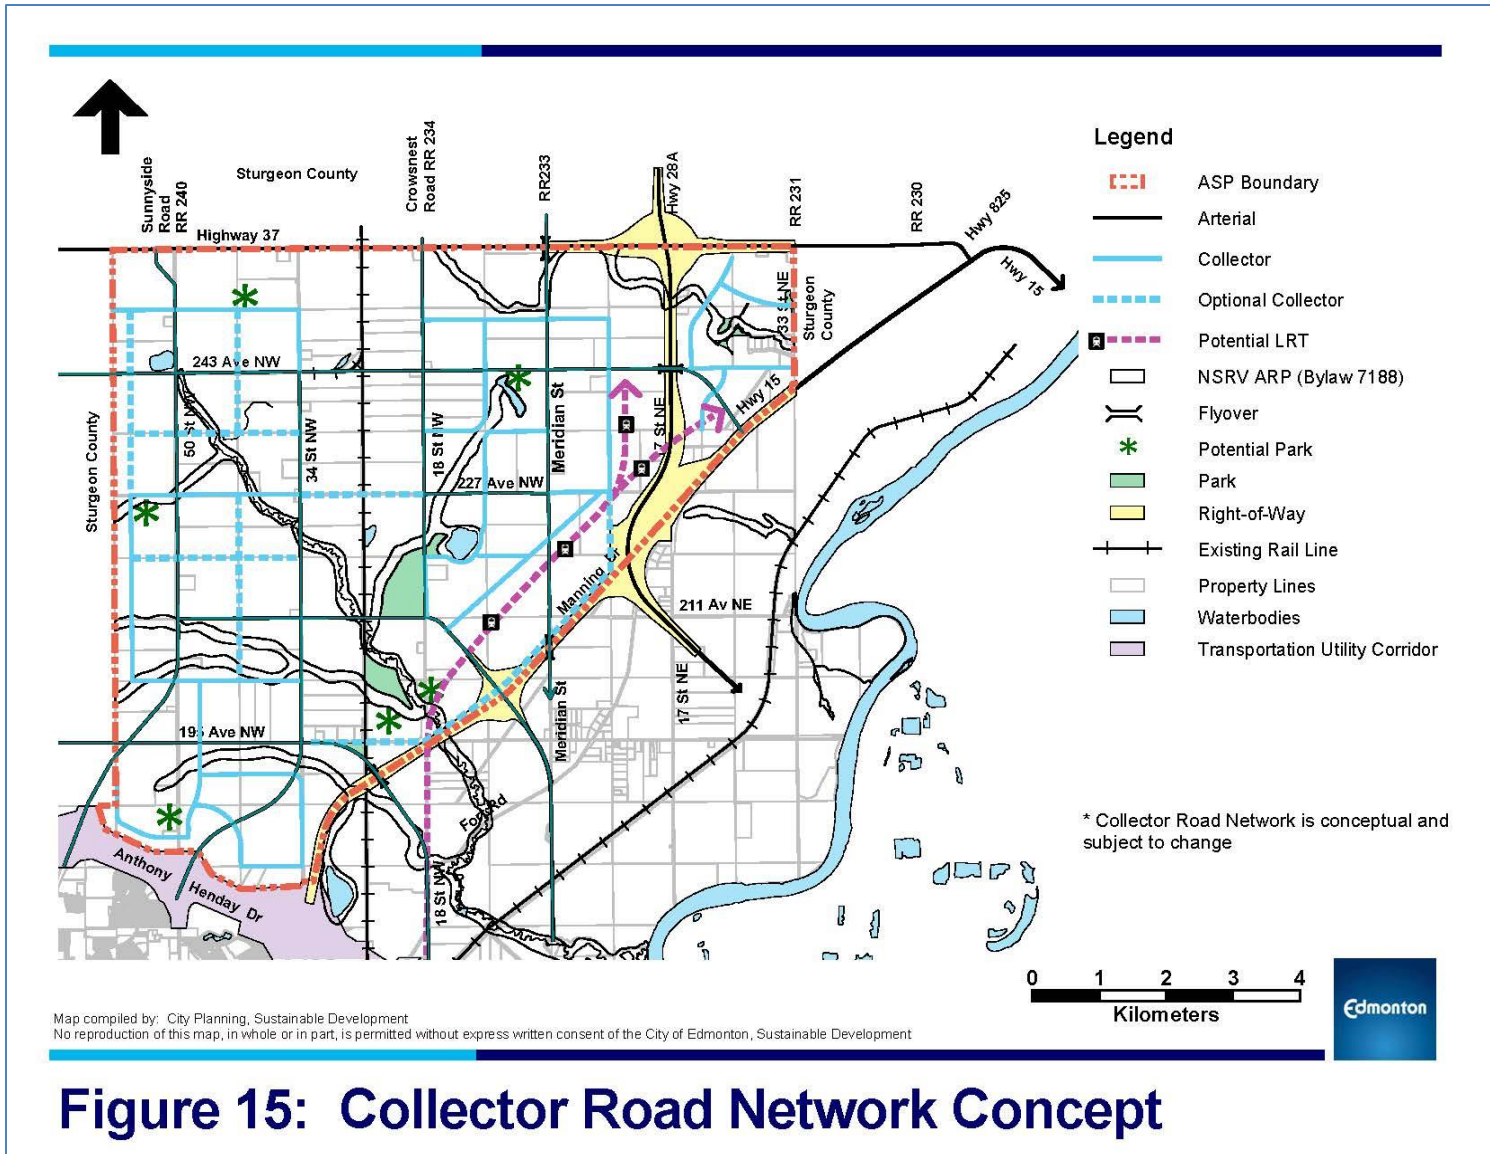 Sunnyside
Road
RR 240
Sturgeon County
Crowsnest
Road RR 234
RR233
Hwy 28A
RR 231
RR 230
Hwy 825
Hwy 15
Highway 37
33 St NE
Sturgeon
County
243 Ave NW
50 St NW
34 St NW
18 St NW
Meridian St
17 St NE
Hwy 15
Sturgeon County
227 Ave NW
Manning Dr
211 Av NE
17 St NE
Meridian St
195 Ave NW
Fort Rd
18 St NW
Anthony
Henday Dr
Legend
ASP Boundary
Arterial
Collector
Optional Collector
Potential LRT
NSRV ARP (Bylaw 7188)
Flyover
Potential Park
Park
Right-of-Way
Existing Rail Line
Property Lines
Waterbodies
Transportation Utility Corridor
* Collector Road Network is conceptual and
subject to change
0 1 2 3 4
Kilometers
Edmonton
Map compiled by: City Planning, Sustainable Development
No reproduction of this map, in whole or in part, is permitted without express written consent of the City of Edmonton, Sustainable Development
Figure 15: Collector Road Network Concept